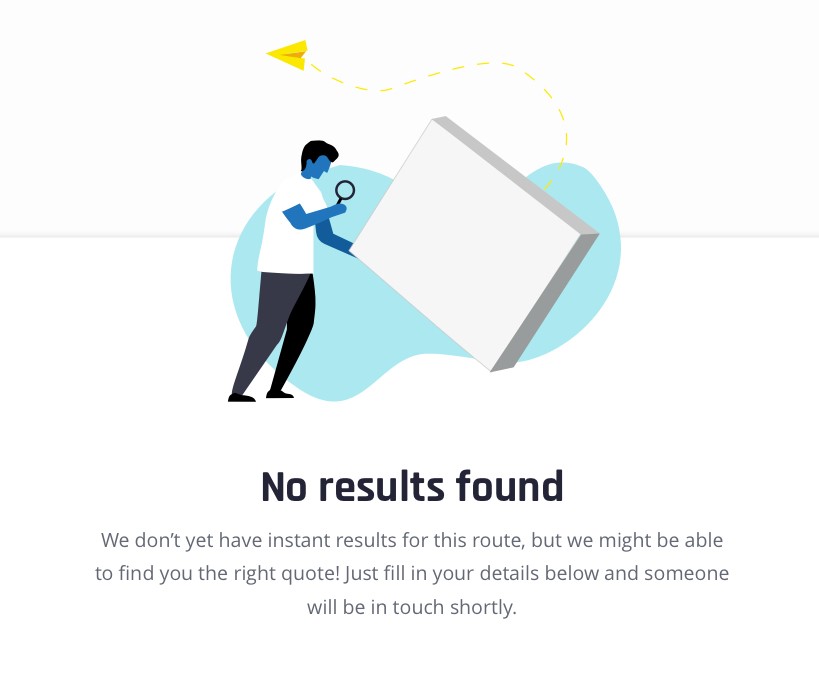 No results found
We don’t yet have instant results for this route, but we might be able
to find you the right quote! Just fill in your details below and someone
will be in touch shortly.